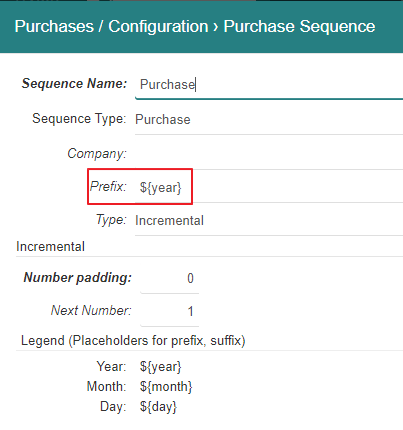 Purchases / Configuration › Purchase Sequence
Sequence Name: Purchase
Sequence Type: Purchase
Company:
Prefix: ${year}
Type: Incremental
Incremental
Number padding: 0
Next Number: 1
Legend (Placeholders for prefix, suffix)
Year: ${year}
Month: ${month}
Day: ${day}